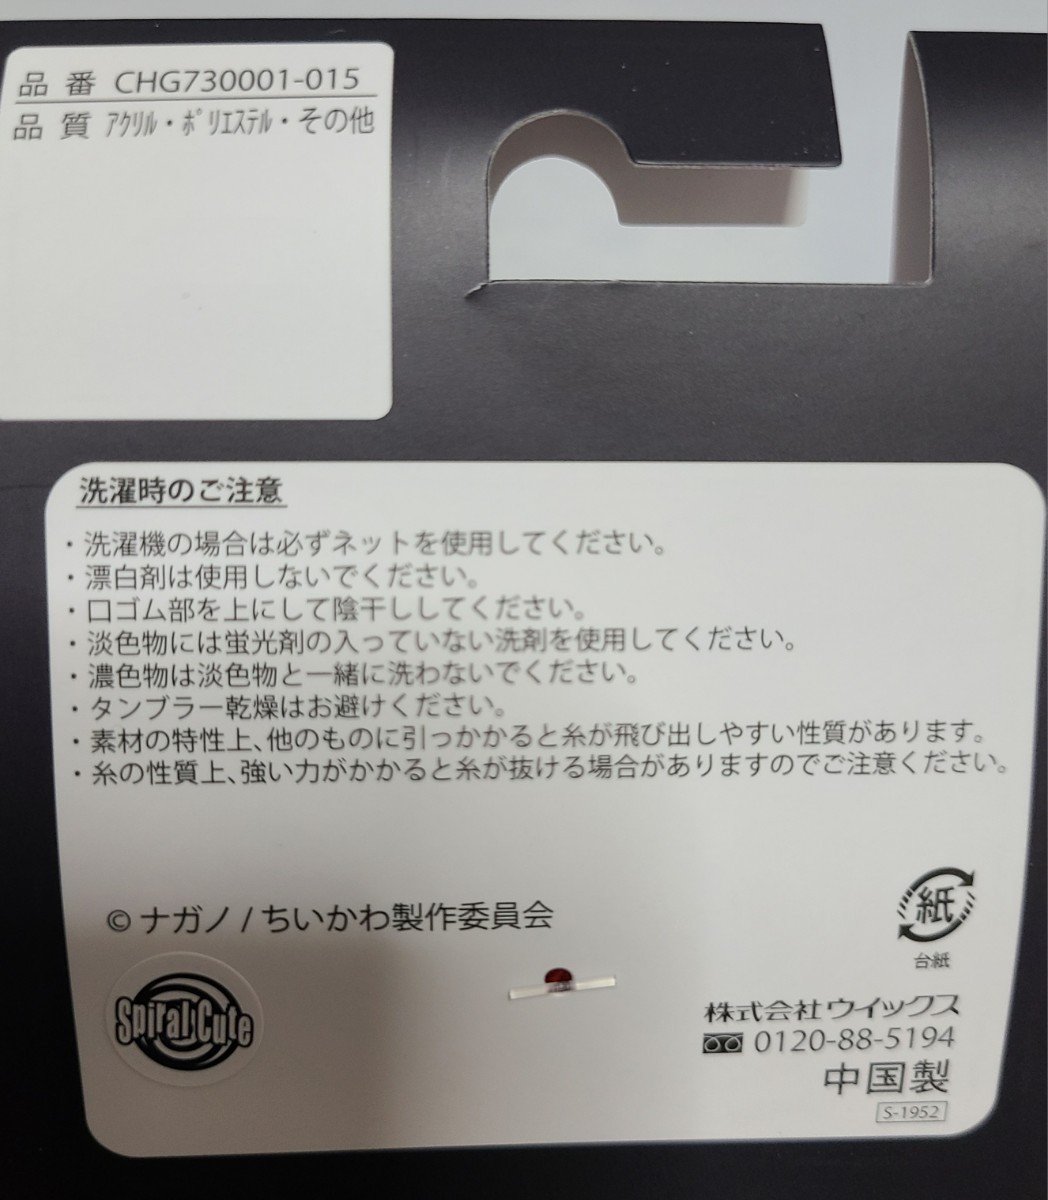 品 番 CHG730001-015
品 質 ｱｸﾘﾙ・ﾎﾟﾘｴｽﾃﾙ・その他
洗濯時のご注意
・洗濯機の場合は必ずネットを使用してください。
・漂白剤は使用しないでください。
・口ゴム部を上にして陰干ししてください。
・淡色物には蛍光剤の入っていない洗剤を使用してください。
・濃色物は淡色物と一緒に洗わないでください。
・タンブラー乾燥はお避けください。
・素材の特性上､他のものに引っかかると糸が飛び出しやすい性質があります。
・糸の性質上､強い力がかかると糸が抜ける場合がありますのでご注意ください。
© ナガノ / ちいかわ製作委員会
紙
台紙
Spiral Cute
株式会社ウイックス
0120-88-5194
中国製
S-1952